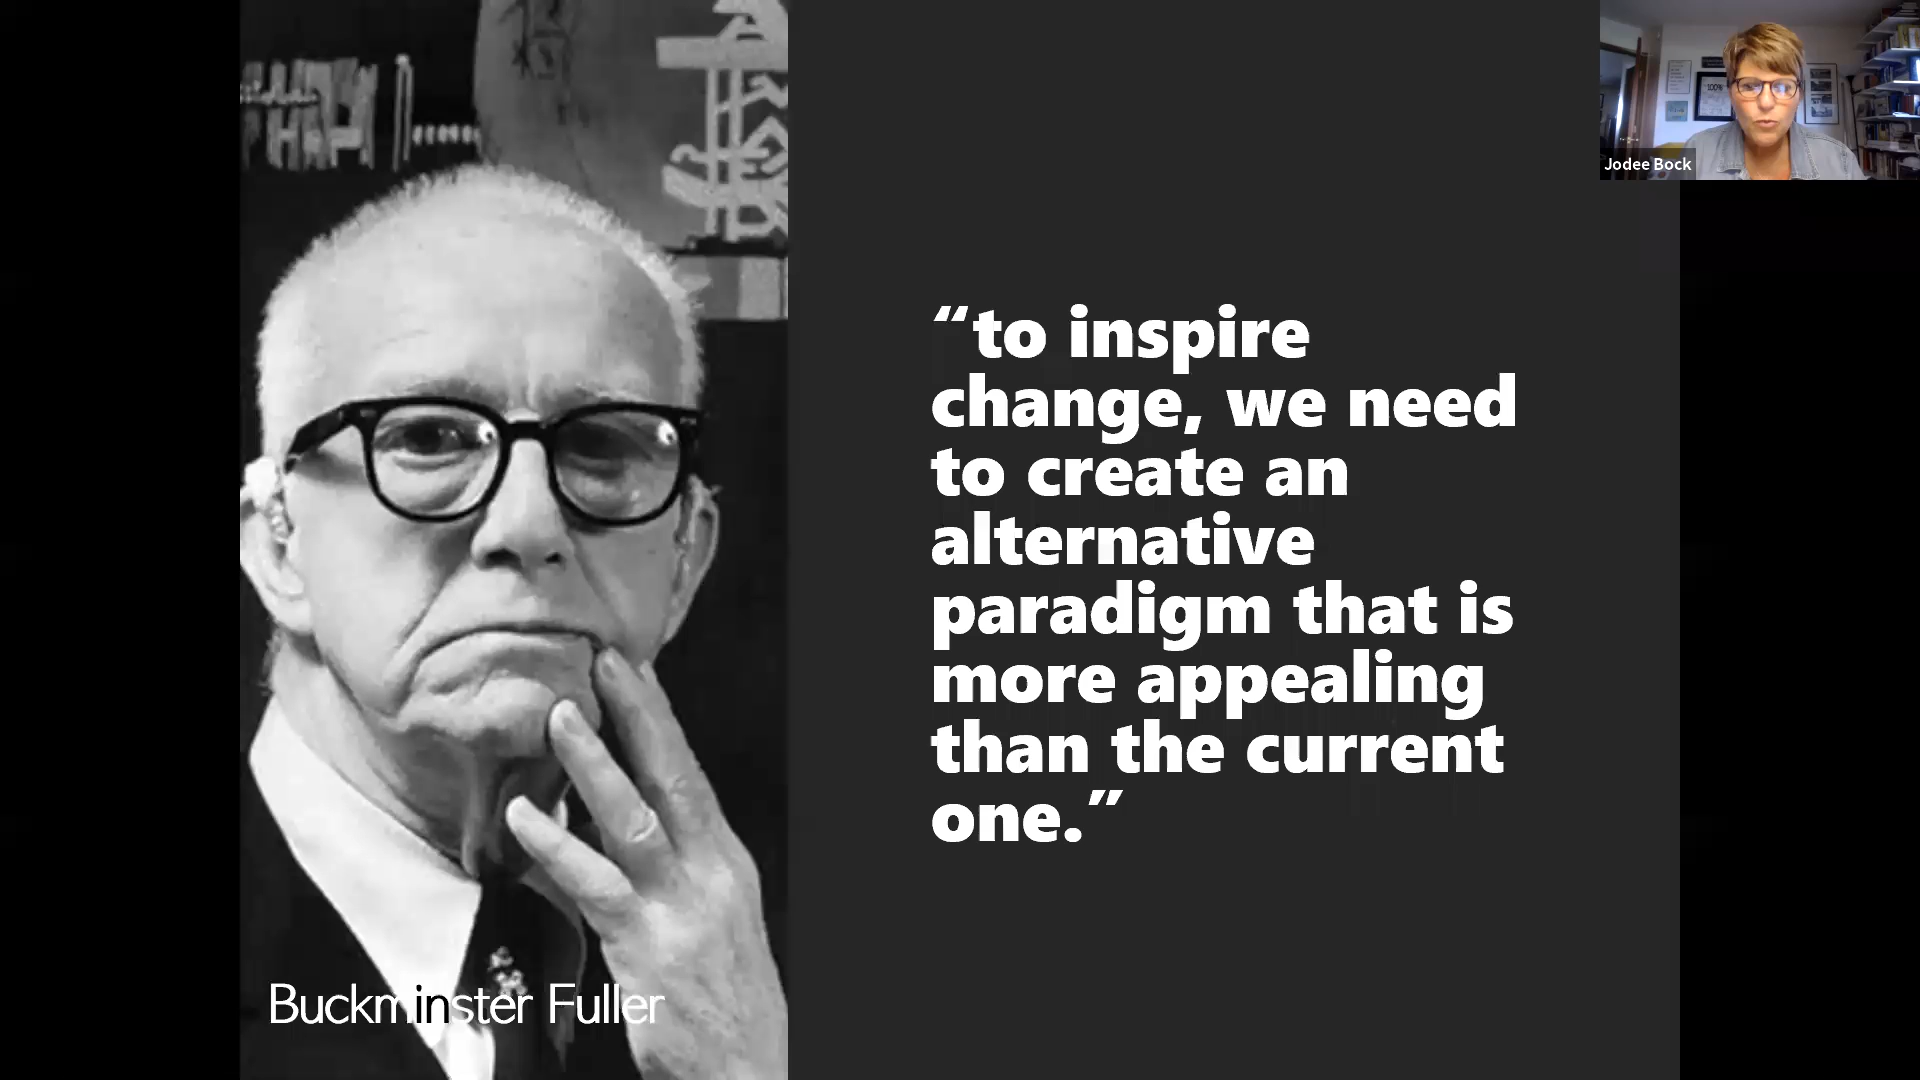 “to inspire
change, we need
to create an
alternative
paradigm that is
more appealing
than the current
one.”
Buckminster Fuller
Jodee Bock
100%